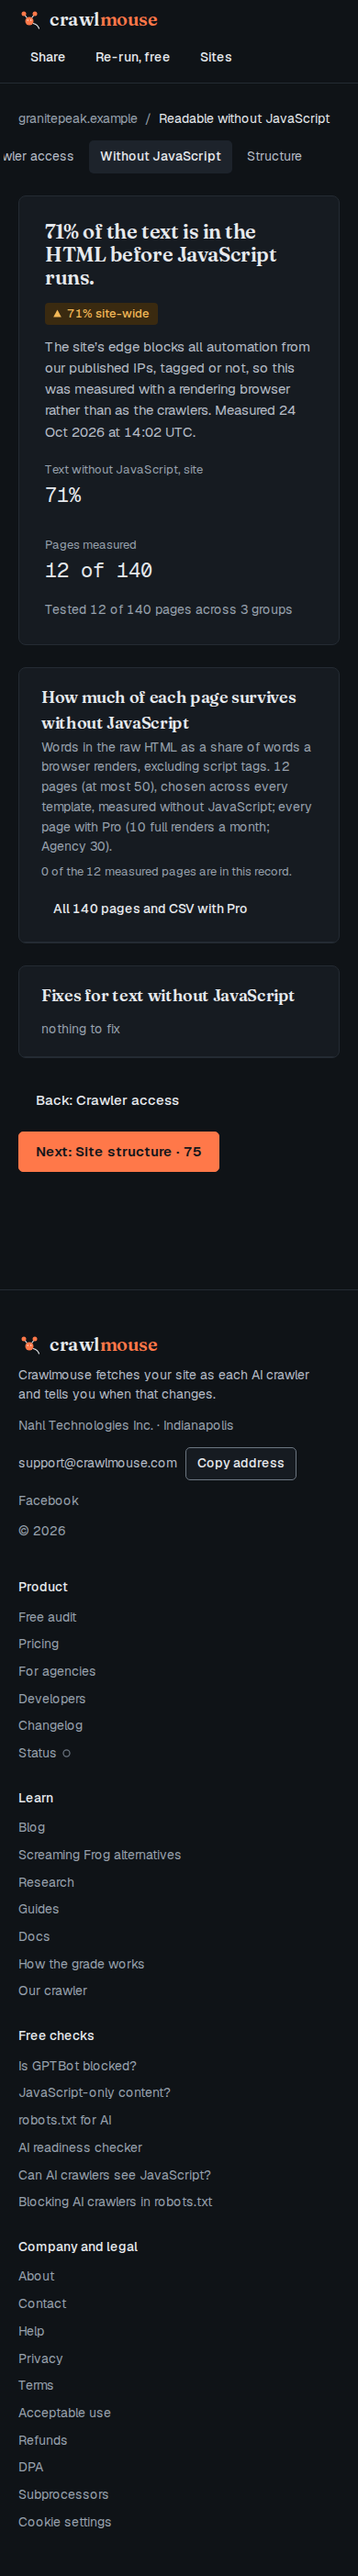 crawlmouse
Share Re-run, free Sites
granitepeak.example / Readable without JavaScript
wler access Without JavaScript Structure
71% of the text is in the
HTML before JavaScript
runs.
▲ 71% site-wide
The site's edge blocks all automation from
our published IPs, tagged or not, so this
was measured with a rendering browser
rather than as the crawlers. Measured 24
Oct 2026 at 14:02 UTC.
Text without JavaScript, site
71%
Pages measured
12 of 140
Tested 12 of 140 pages across 3 groups
How much of each page survives
without JavaScript
Words in the raw HTML as a share of words a
browser renders, excluding script tags. 12
pages (at most 50), chosen across every
template, measured without JavaScript; every
page with Pro (10 full renders a month;
Agency 30).
0 of the 12 measured pages are in this record.
All 140 pages and CSV with Pro
Fixes for text without JavaScript
nothing to fix
Back: Crawler access
Next: Site structure · 75
crawlmouse
Crawlmouse fetches your site as each AI crawler
and tells you when that changes.
Nahl Technologies Inc. · Indianapolis
support@crawlmouse.com Copy address
Facebook
© 2026
Product
Free audit
Pricing
For agencies
Developers
Changelog
Status
Learn
Blog
Screaming Frog alternatives
Research
Guides
Docs
How the grade works
Our crawler
Free checks
Is GPTBot blocked?
JavaScript-only content?
robots.txt for AI
AI readiness checker
Can AI crawlers see JavaScript?
Blocking AI crawlers in robots.txt
Company and legal
About
Contact
Help
Privacy
Terms
Acceptable use
Refunds
DPA
Subprocessors
Cookie settings